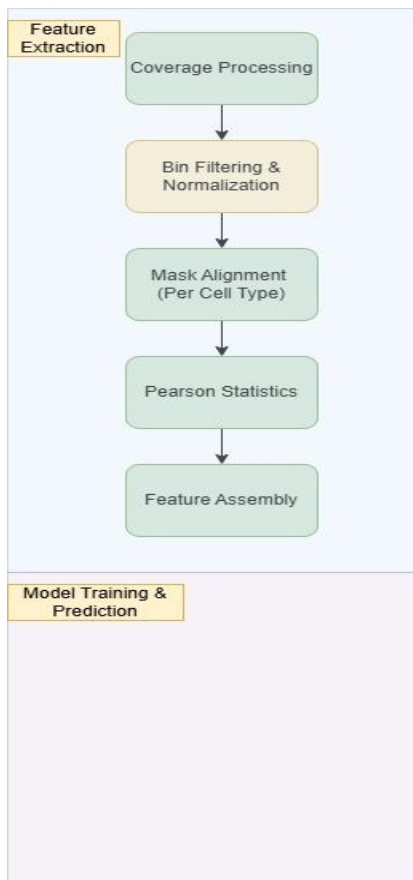 Feature
Extraction
Coverage Processing
Bin Filtering &
Normalization
Mask Alignment
(Per Cell Type)
Pearson Statistics
Feature Assembly
Model Training &
Prediction